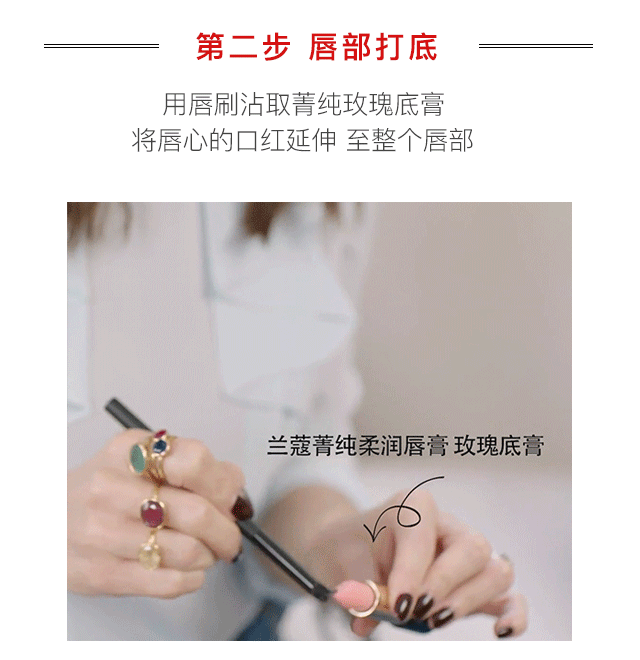 第二步 唇部打底
用唇刷沾取菁纯玫瑰底膏
将唇心的口红延伸 至整个唇部
兰蔻菁纯柔润唇膏 玫瑰底膏